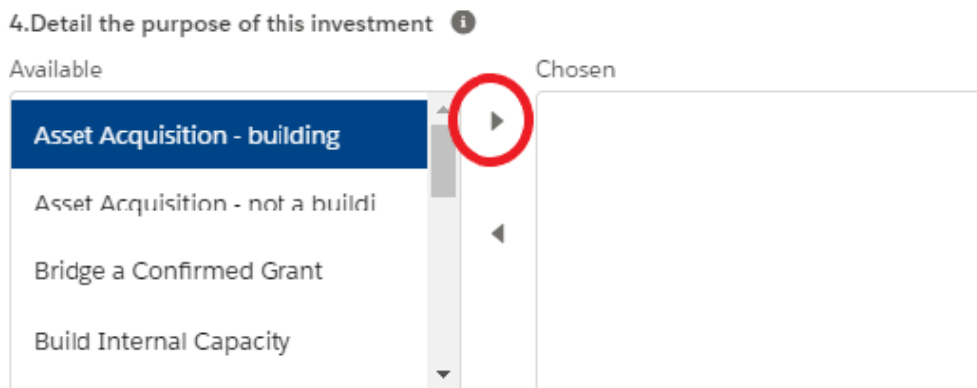 4.Detail the purpose of this investment
Available
Chosen
Asset Acquisition - building
Asset Acquisition - not a buildi
Bridge a Confirmed Grant
Build Internal Capacity